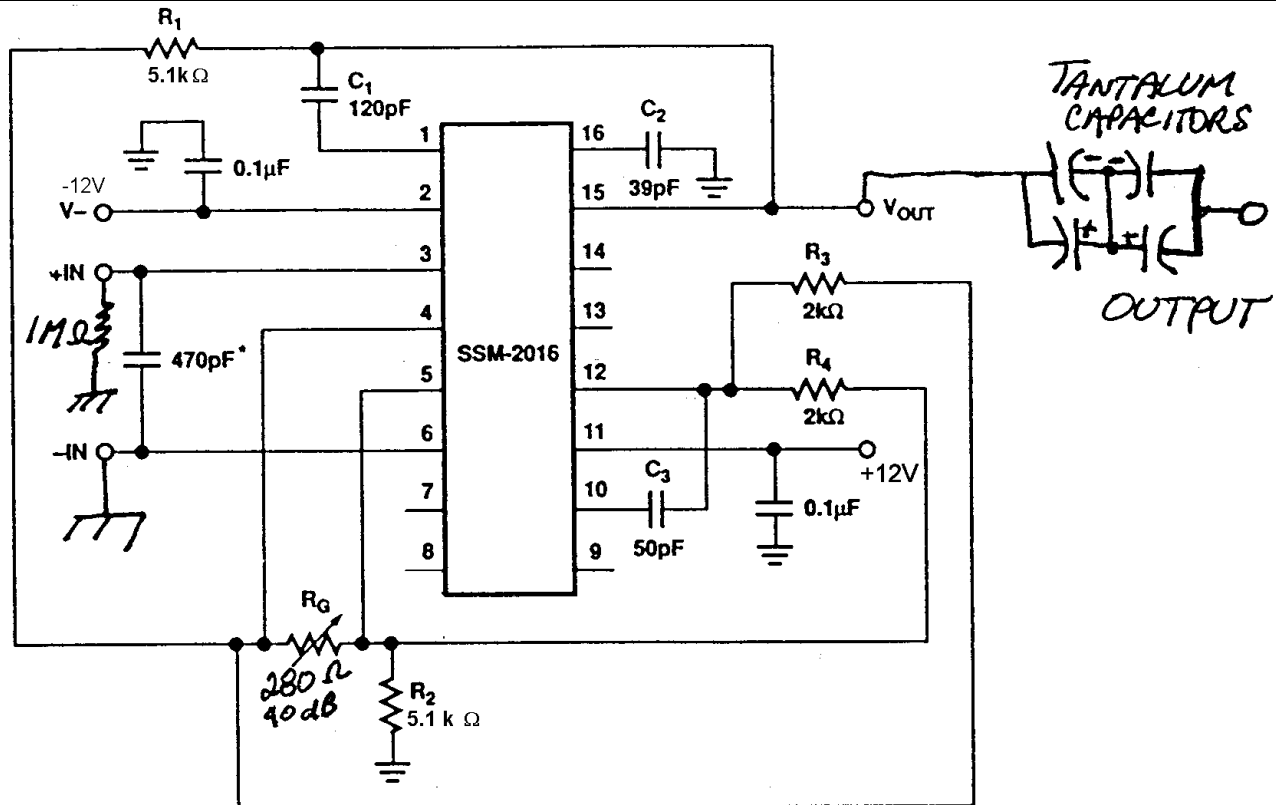 R1
5.1kΩ
C1
120pF
TANTALUM
CAPACITORS
0.1µF
-12V
V–
1
2
3
4
5
6
7
8
SSM-2016
16
15
14
13
12
11
10
9
C2
39pF
VOUT
- -
+ +
OUTPUT
+IN
1MΩ
470pF*
–IN
R3
2kΩ
R4
2kΩ
+12V
0.1µF
C3
50pF
RG
280 Ω
40 dB
R2
5.1 k Ω